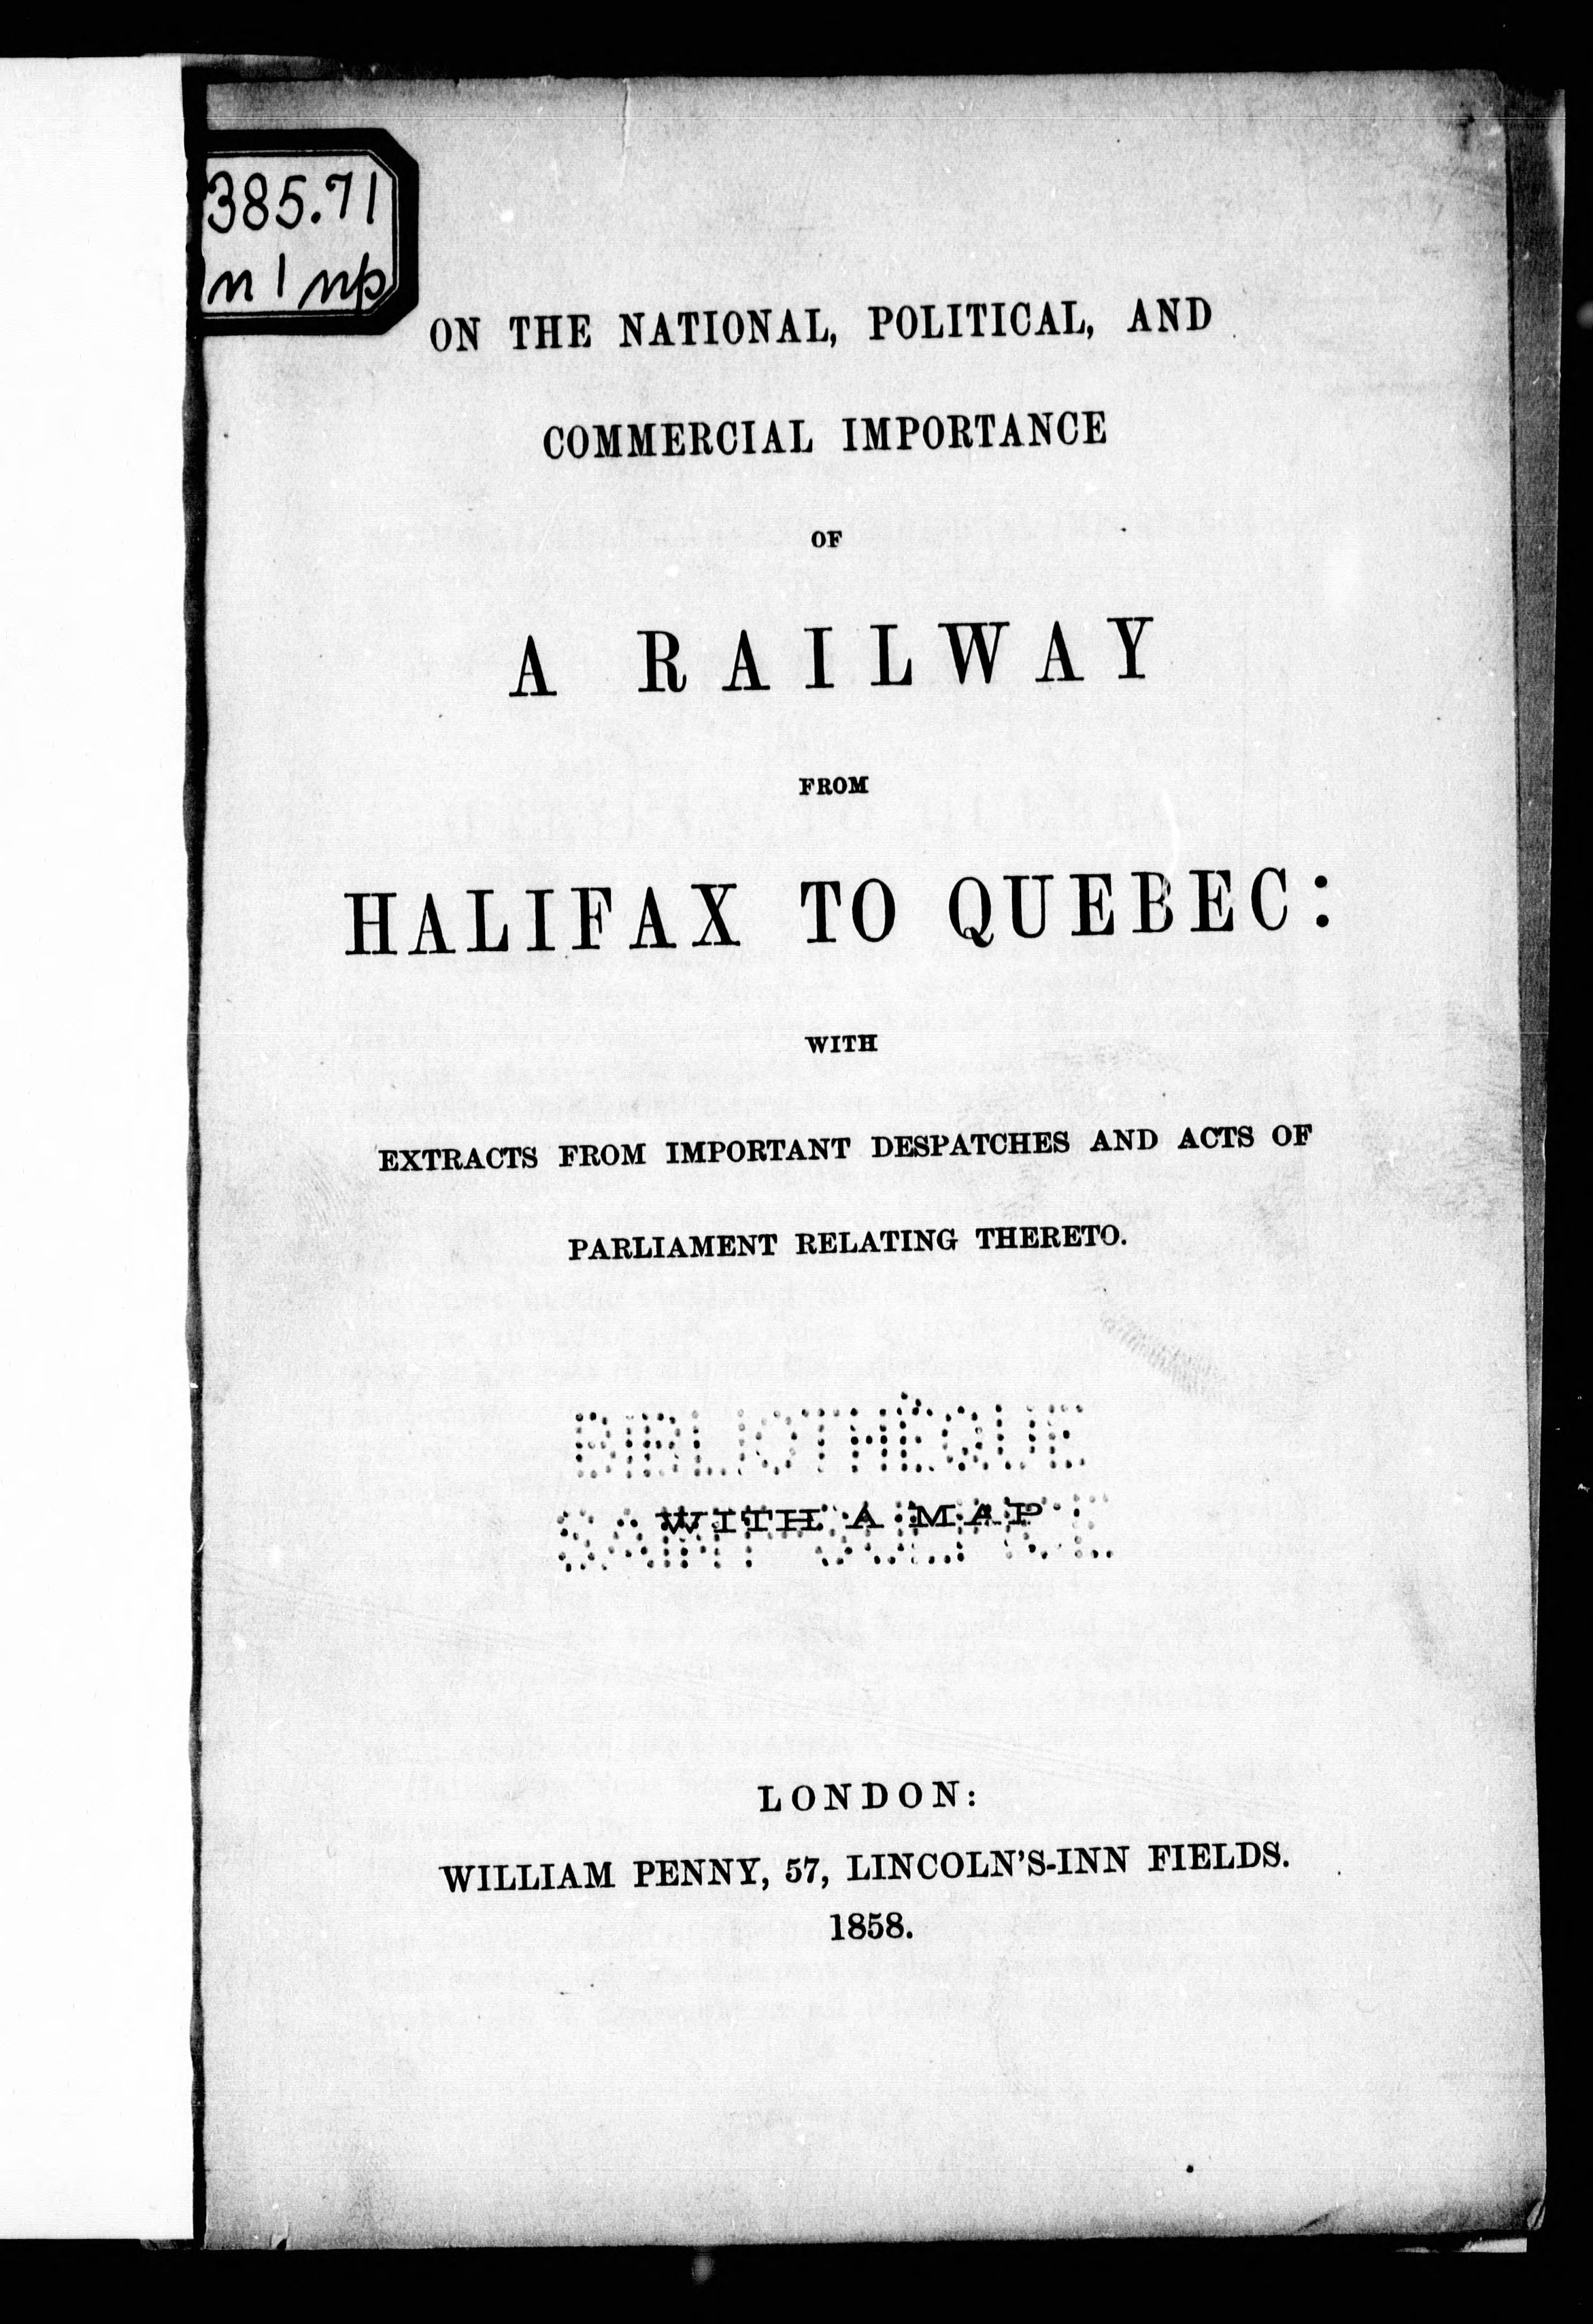 385.71
n 1 np
ON THE NATIONAL, POLITICAL, AND
COMMERCIAL IMPORTANCE
OF
A RAILWAY
FROM
HALIFAX TO QUEBEC:
WITH
EXTRACTS FROM IMPORTANT DESPATCHES AND ACTS OF
PARLIAMENT RELATING THERETO.
BIBLIOTHÈQUE
WITH A MAP
SAINT SULPICE
LONDON:
WILLIAM PENNY, 57, LINCOLN'S-INN FIELDS.
1858.